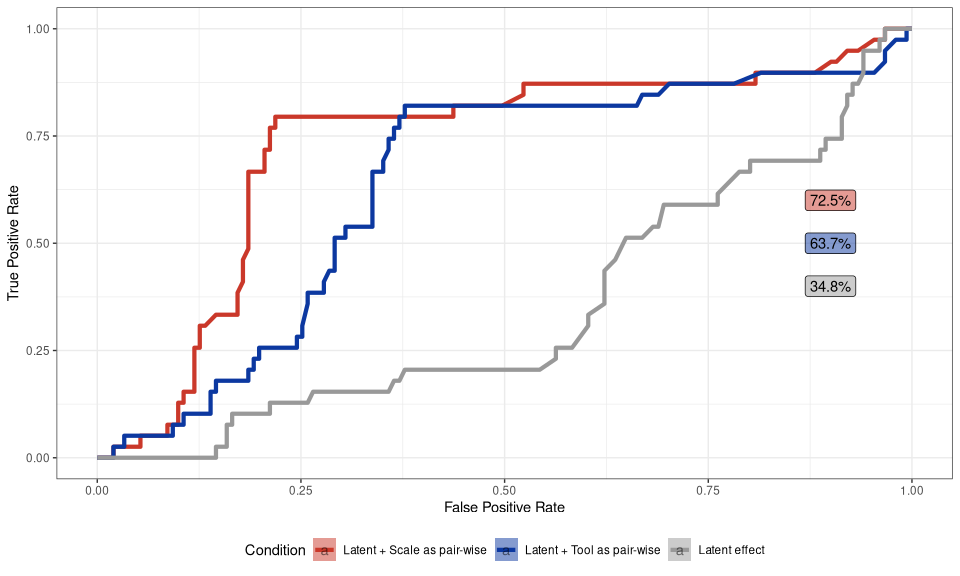 1.00
0.75
0.50
0.25
0.00
True Positive Rate
72.5%
63.7%
34.8%
0.00 0.25 0.50 0.75 1.00
False Positive Rate
Condition a Latent + Scale as pair-wise a Latent + Tool as pair-wise a Latent effect